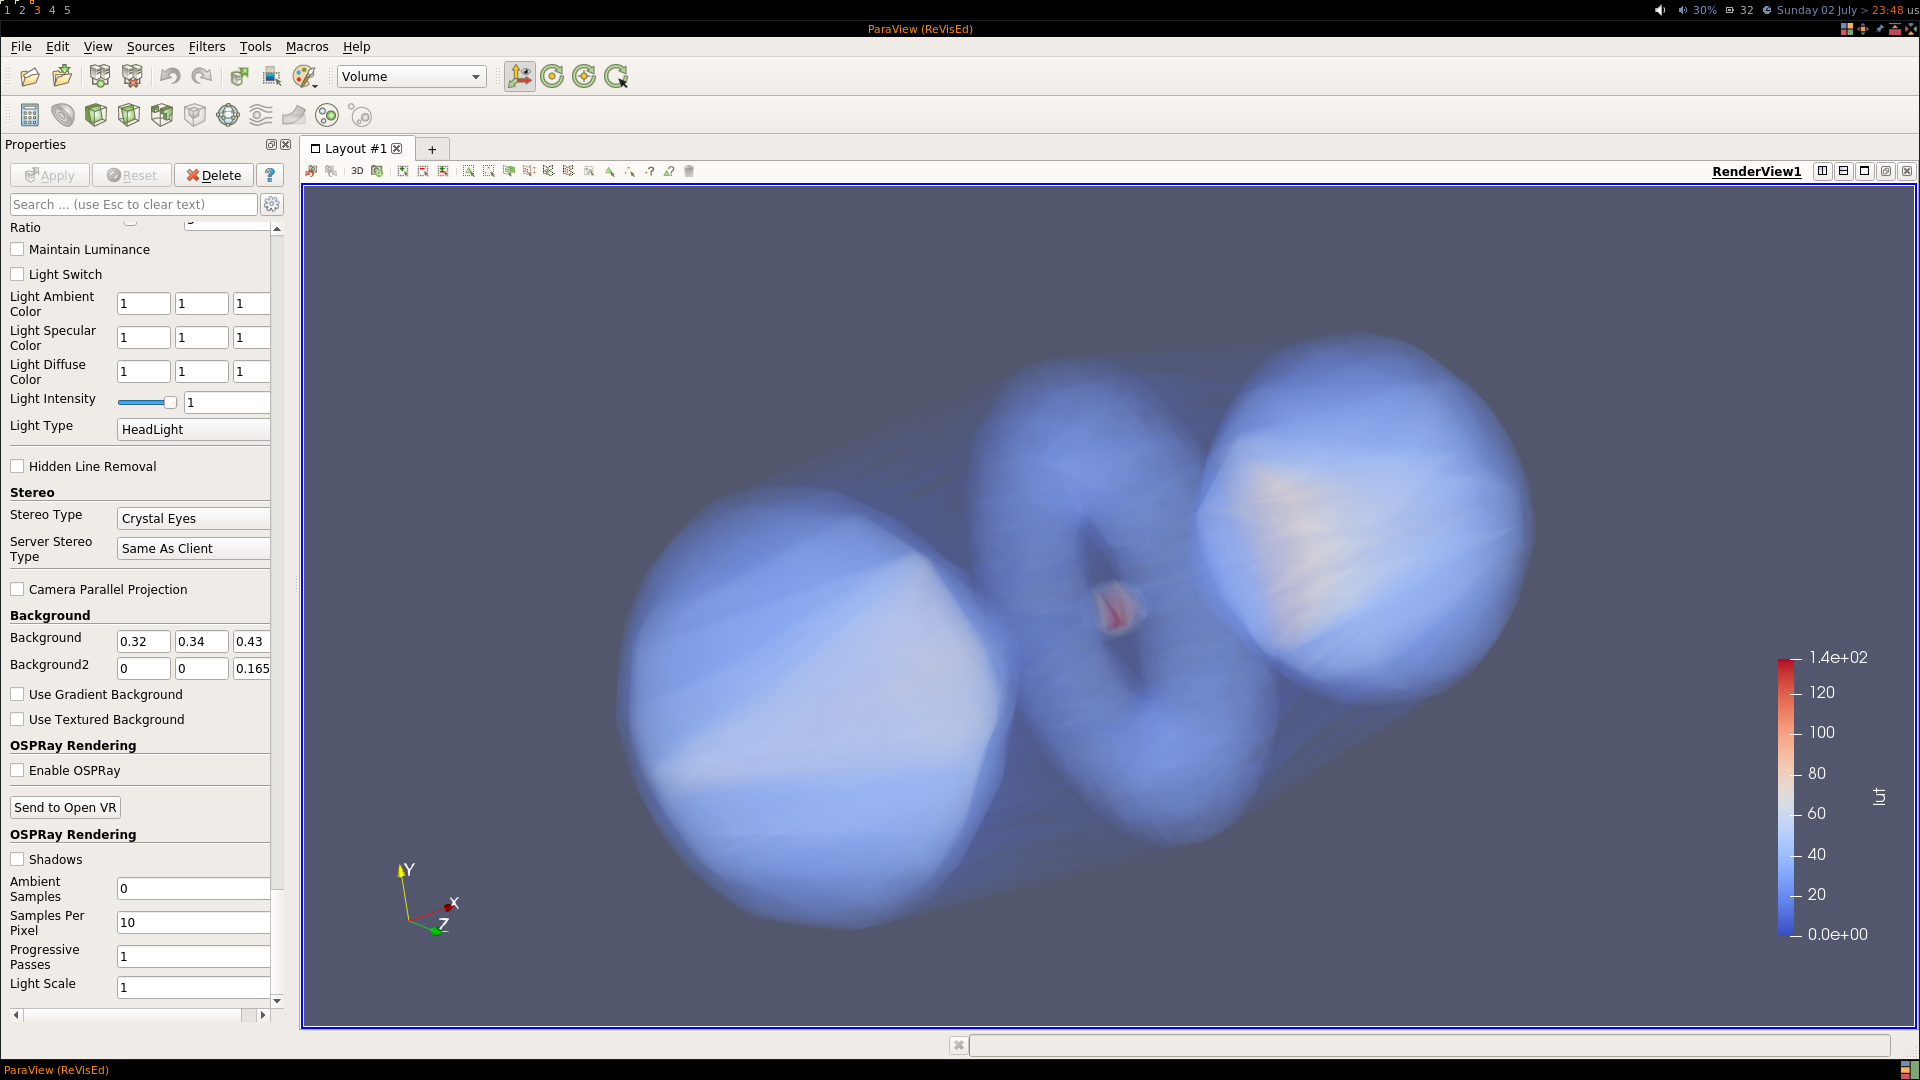 1 2 3 4 5
30% 32 Sunday 02 July > 23:48 us
ParaView (ReVisEd)
File Edit View Sources Filters Tools Macros Help
Volume
Properties
Layout #1
+
Apply Reset Delete ?
3D
RenderView1
Search ... (use Esc to clear text)
Ratio
Maintain Luminance
Light Switch
Light Ambient
Color
1 1 1
Light Specular
Color
1 1 1
Light Diffuse
Color
1 1 1
Light Intensity 1
Light Type HeadLight
Hidden Line Removal
Stereo
Stereo Type Crystal Eyes
Server Stereo
Type
Same As Client
Camera Parallel Projection
Background
Background 0.32 0.34 0.43
Background2 0 0 0.165
Use Gradient Background
Use Textured Background
OSPRay Rendering
Enable OSPRay
Send to Open VR
OSPRay Rendering
Shadows
Ambient
Samples
0
Samples Per
Pixel
10
Progressive
Passes
1
Light Scale 1
Y
X
Z
1.4e+02
120
100
80
60
40
20
0.0e+00
lut
ParaView (ReVisEd)